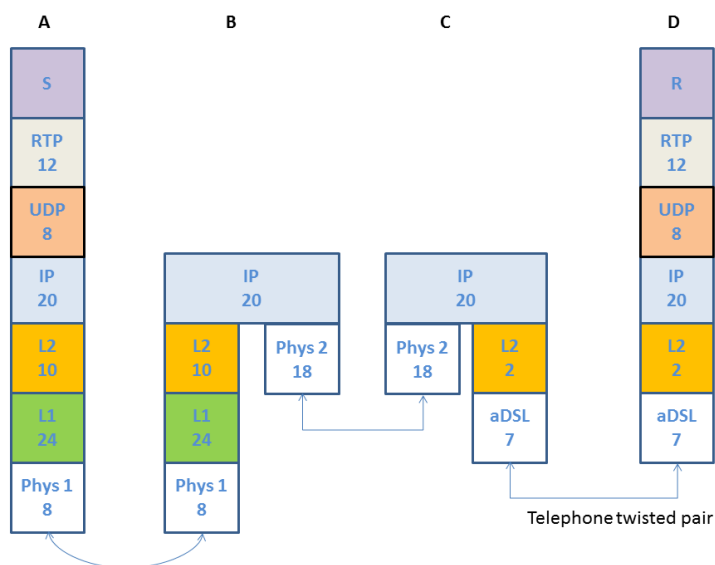 A B C D
S R
RTP RTP
12 12
UDP UDP
8 8
IP IP IP IP
20 20 20 20
L2 L2 Phys 2 Phys 2 L2 L2
10 10 18 18 2 2
L1 L1 aDSL aDSL
24 24 7 7
Phys 1 Phys 1
8 8
Telephone twisted pair